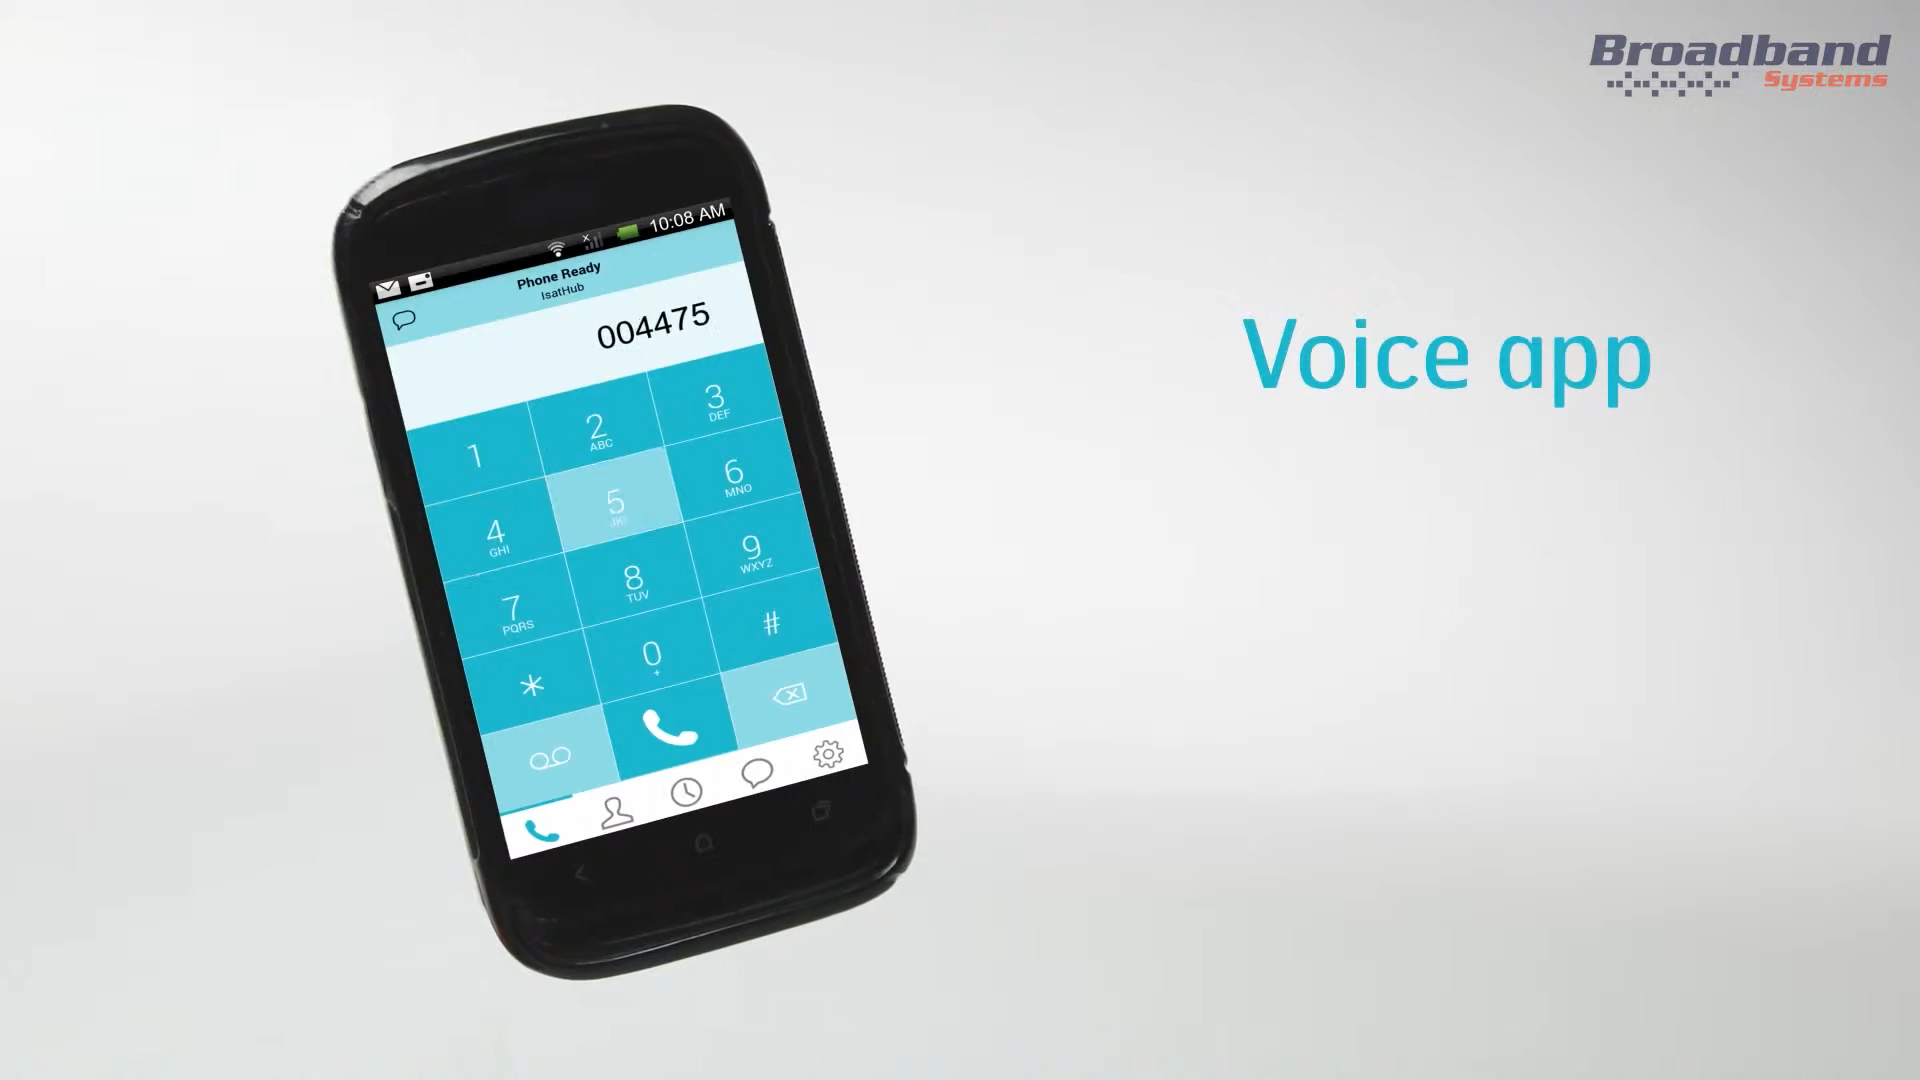 Broadband
Systems
10:08 AM
Phone Ready
IsatHub
004475
Voice app
1
2
ABC
3
DEF
4
GHI
5
JKL
6
MNO
7
PQRS
8
TUV
9
WXYZ
*
0
+
#